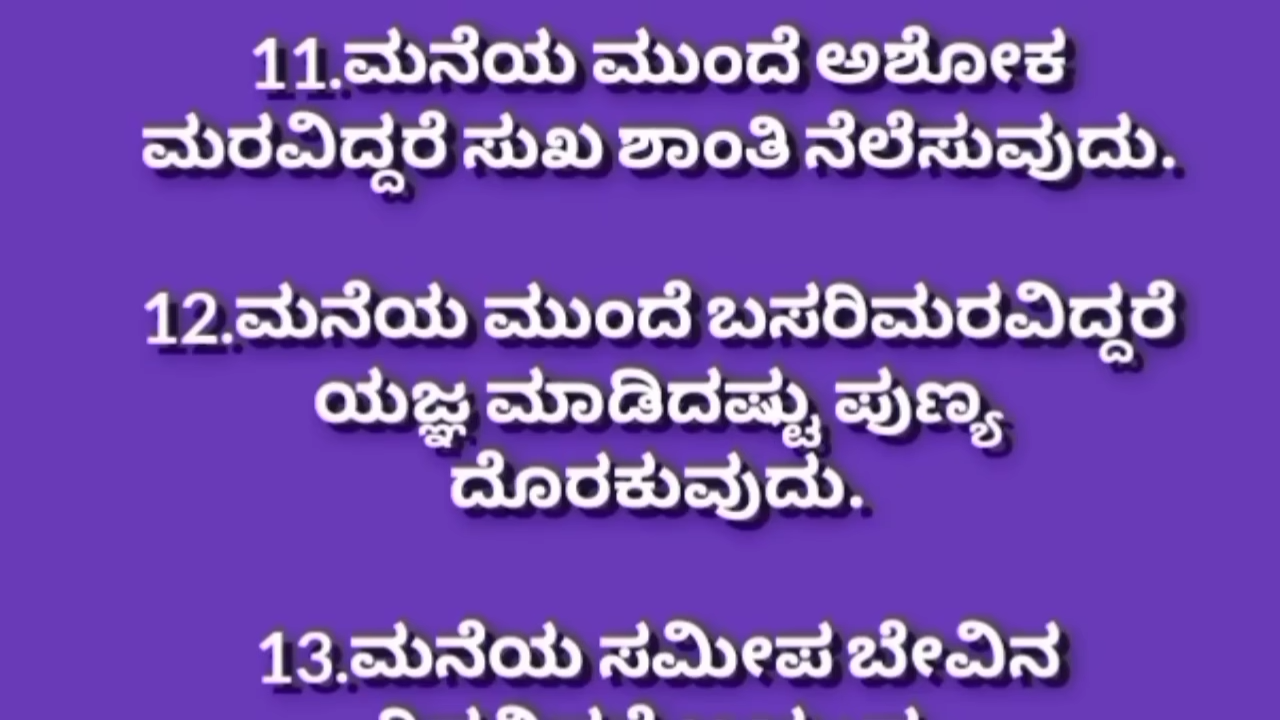 11.ಮನೆಯ ಮುಂದೆ ಅಶೋಕ
ಮರವಿದ್ದರೆ ಸುಖ ಶಾಂತಿ ನೆಲೆಸುವುದು.
12.ಮನೆಯ ಮುಂದೆ ಬಸರಿಮರವಿದ್ದರೆ
ಯಜ್ಞ ಮಾಡಿದಷ್ಟು ಪುಣ್ಯ
ದೊರಕುವುದು.
13.ಮನೆಯ ಸಮೀಪ ಬೇವಿನ